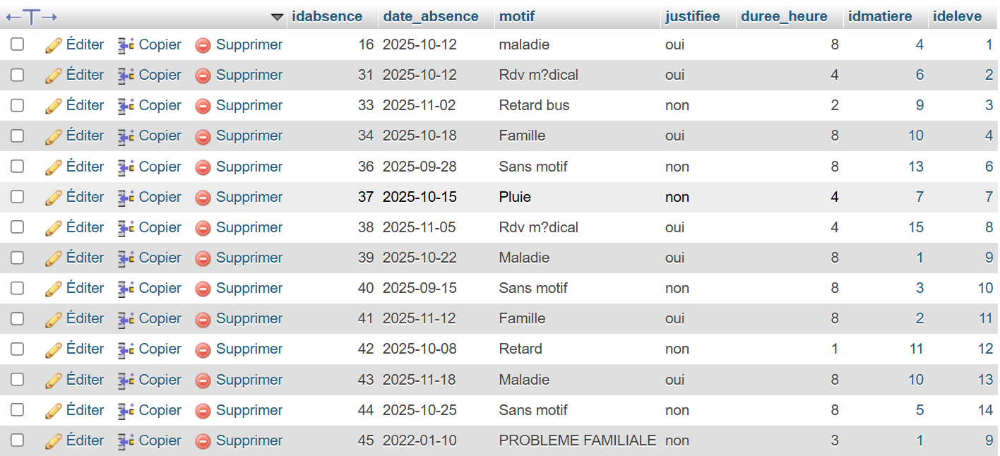 idabsence date_absence motif justifiee duree_heure idmatiere ideleve
Éditer Copier Supprimer 16 2025-10-12 maladie oui 8 4 1
Éditer Copier Supprimer 31 2025-10-12 Rdv m?dical oui 4 6 2
Éditer Copier Supprimer 33 2025-11-02 Retard bus non 2 9 3
Éditer Copier Supprimer 34 2025-10-18 Famille oui 8 10 4
Éditer Copier Supprimer 36 2025-09-28 Sans motif non 8 13 6
Éditer Copier Supprimer 37 2025-10-15 Pluie non 4 7 7
Éditer Copier Supprimer 38 2025-11-05 Rdv m?dical oui 4 15 8
Éditer Copier Supprimer 39 2025-10-22 Maladie oui 8 1 9
Éditer Copier Supprimer 40 2025-09-15 Sans motif non 8 3 10
Éditer Copier Supprimer 41 2025-11-12 Famille oui 8 2 11
Éditer Copier Supprimer 42 2025-10-08 Retard non 1 11 12
Éditer Copier Supprimer 43 2025-11-18 Maladie oui 8 10 13
Éditer Copier Supprimer 44 2025-10-25 Sans motif non 8 5 14
Éditer Copier Supprimer 45 2022-01-10 PROBLEME FAMILIALE non 3 1 9